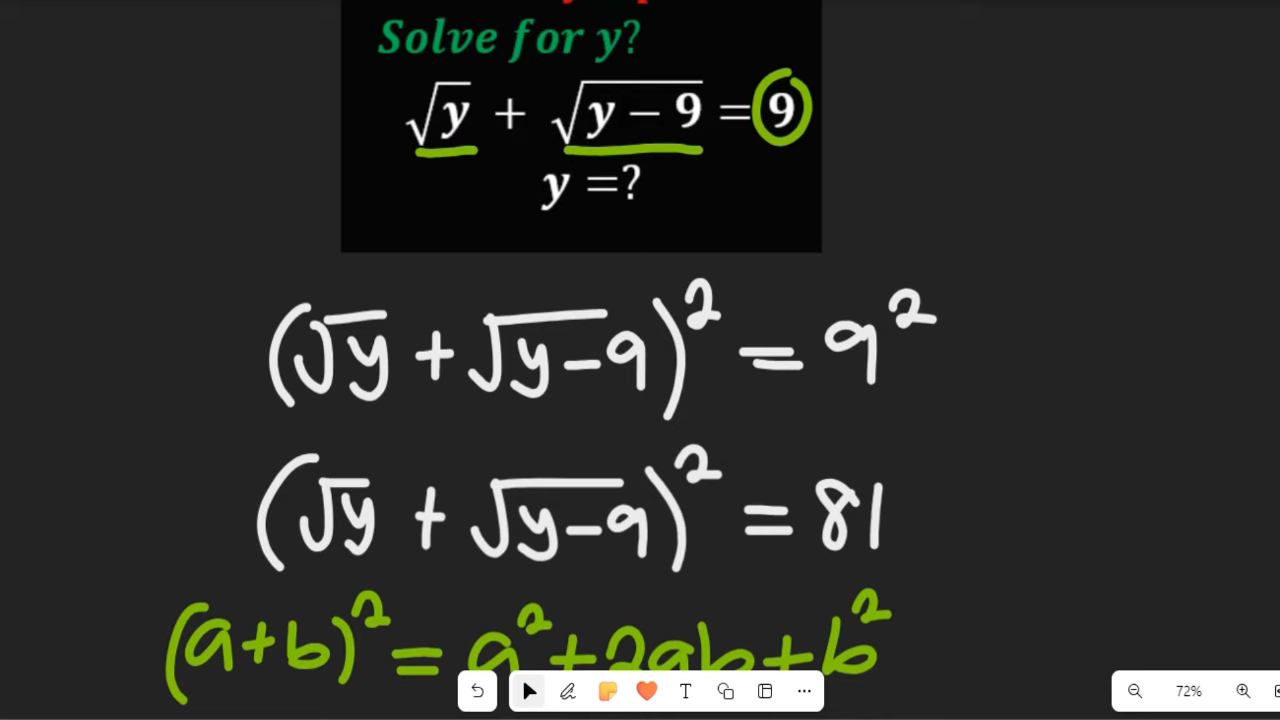 Solve for y?
√y + √(y − 9) = 9
y =?
(√y + √(y−9))² = 9²
(√y + √(y−9))² = 81
(a+b)² = a² + 2ab + b²
T
72%